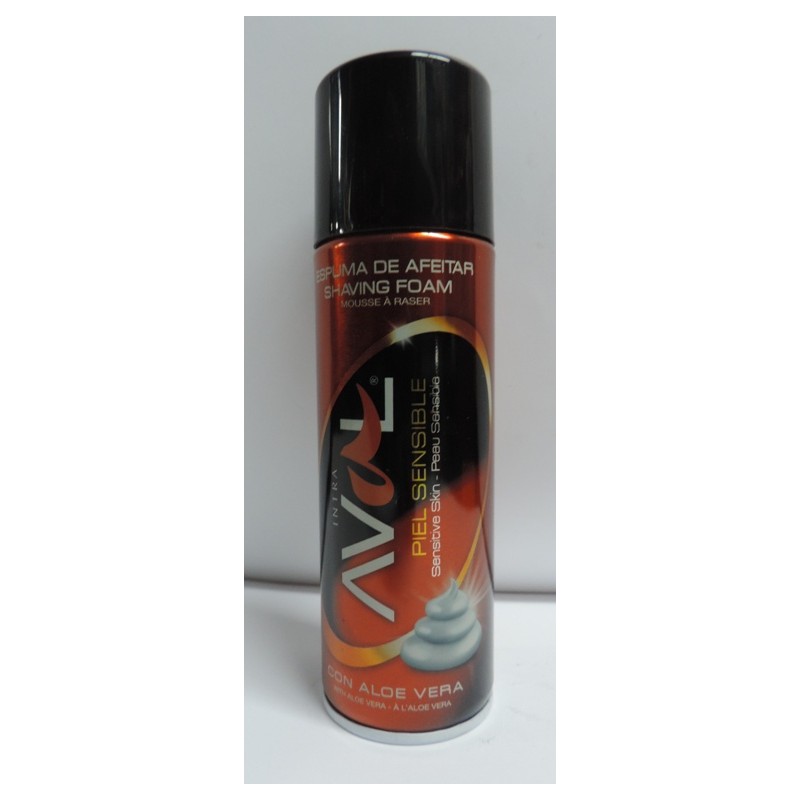 ESPUMA DE AFEITAR
SHAVING FOAM
MOUSSE À RASER
INTRA
AVAL®
PIEL SENSIBLE
Sensitive Skin - Peau Sensible
CON ALOE VERA
WITH ALOE VERA - À L'ALOE VERA